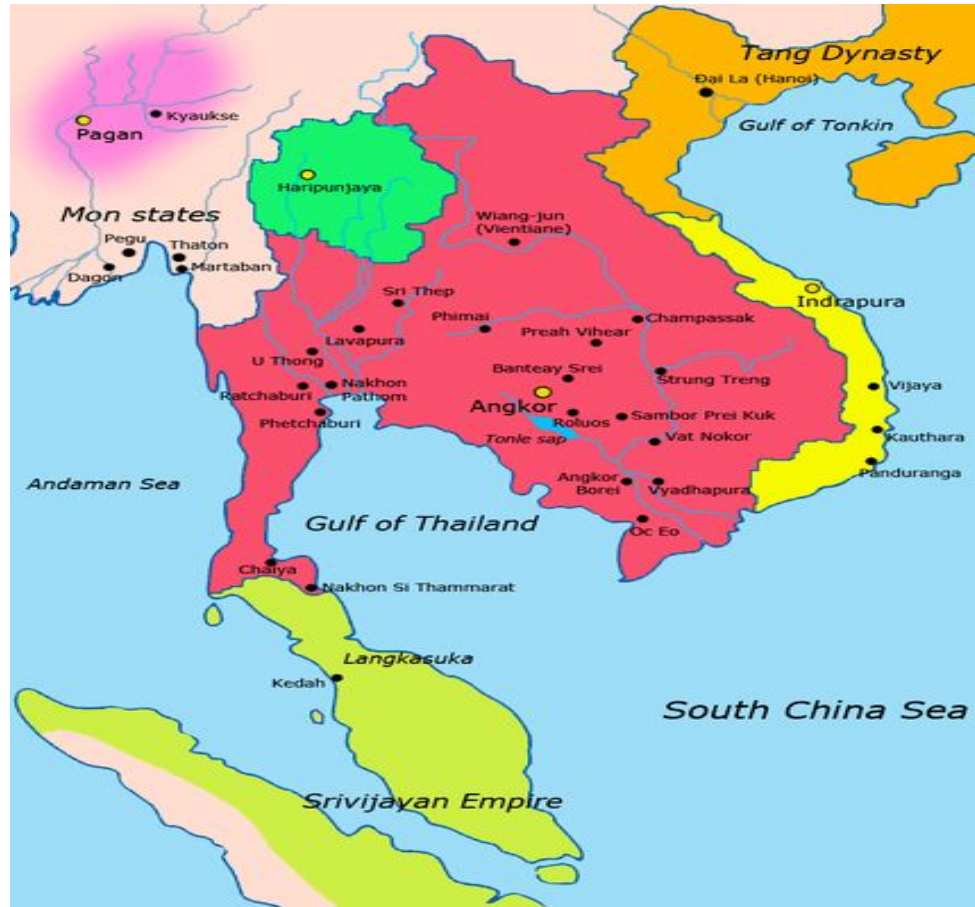 Tang Dynasty
Đai La (Hanoi)
Gulf of Tonkin
Kyaukse
Pagan
Haripunjaya
Mon states
Pegu
Thaton
Dagon
Martaban
Wiang-jun
(Vientiane)
Sri Thep
Indrapura
Lavapura
Phimai
Champassak
Preah Vihear
U Thong
Banteay Srei
Strung Treng
Ratchaburi
Nakhon
Pathom
Vijaya
Angkor
Phetchaburi
Roluos
Sambor Prei Kuk
Tonle sap
Vat Nokor
Kauthara
Panduranga
Andaman Sea
Angkor
Borei
Vyadhapura
Gulf of Thailand
Oc Eo
Chaiya
Nakhon Si Thammarat
Langkasuka
Kedah
South China Sea
Srivijayan Empire